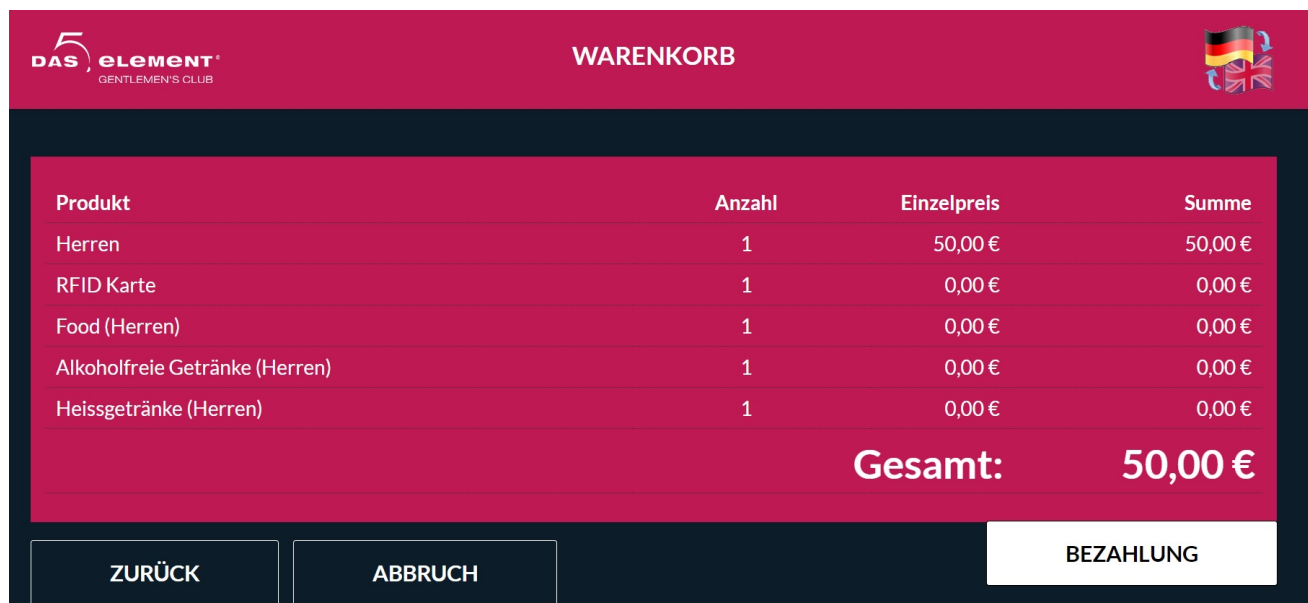 DAS 5 ELEMENT®
GENTLEMEN'S CLUB
WARENKORB
Produkt Anzahl Einzelpreis Summe
Herren 1 50,00 € 50,00 €
RFID Karte 1 0,00 € 0,00 €
Food (Herren) 1 0,00 € 0,00 €
Alkoholfreie Getränke (Herren) 1 0,00 € 0,00 €
Heissgetränke (Herren) 1 0,00 € 0,00 €
Gesamt: 50,00 €
ZURÜCK ABBRUCH BEZAHLUNG